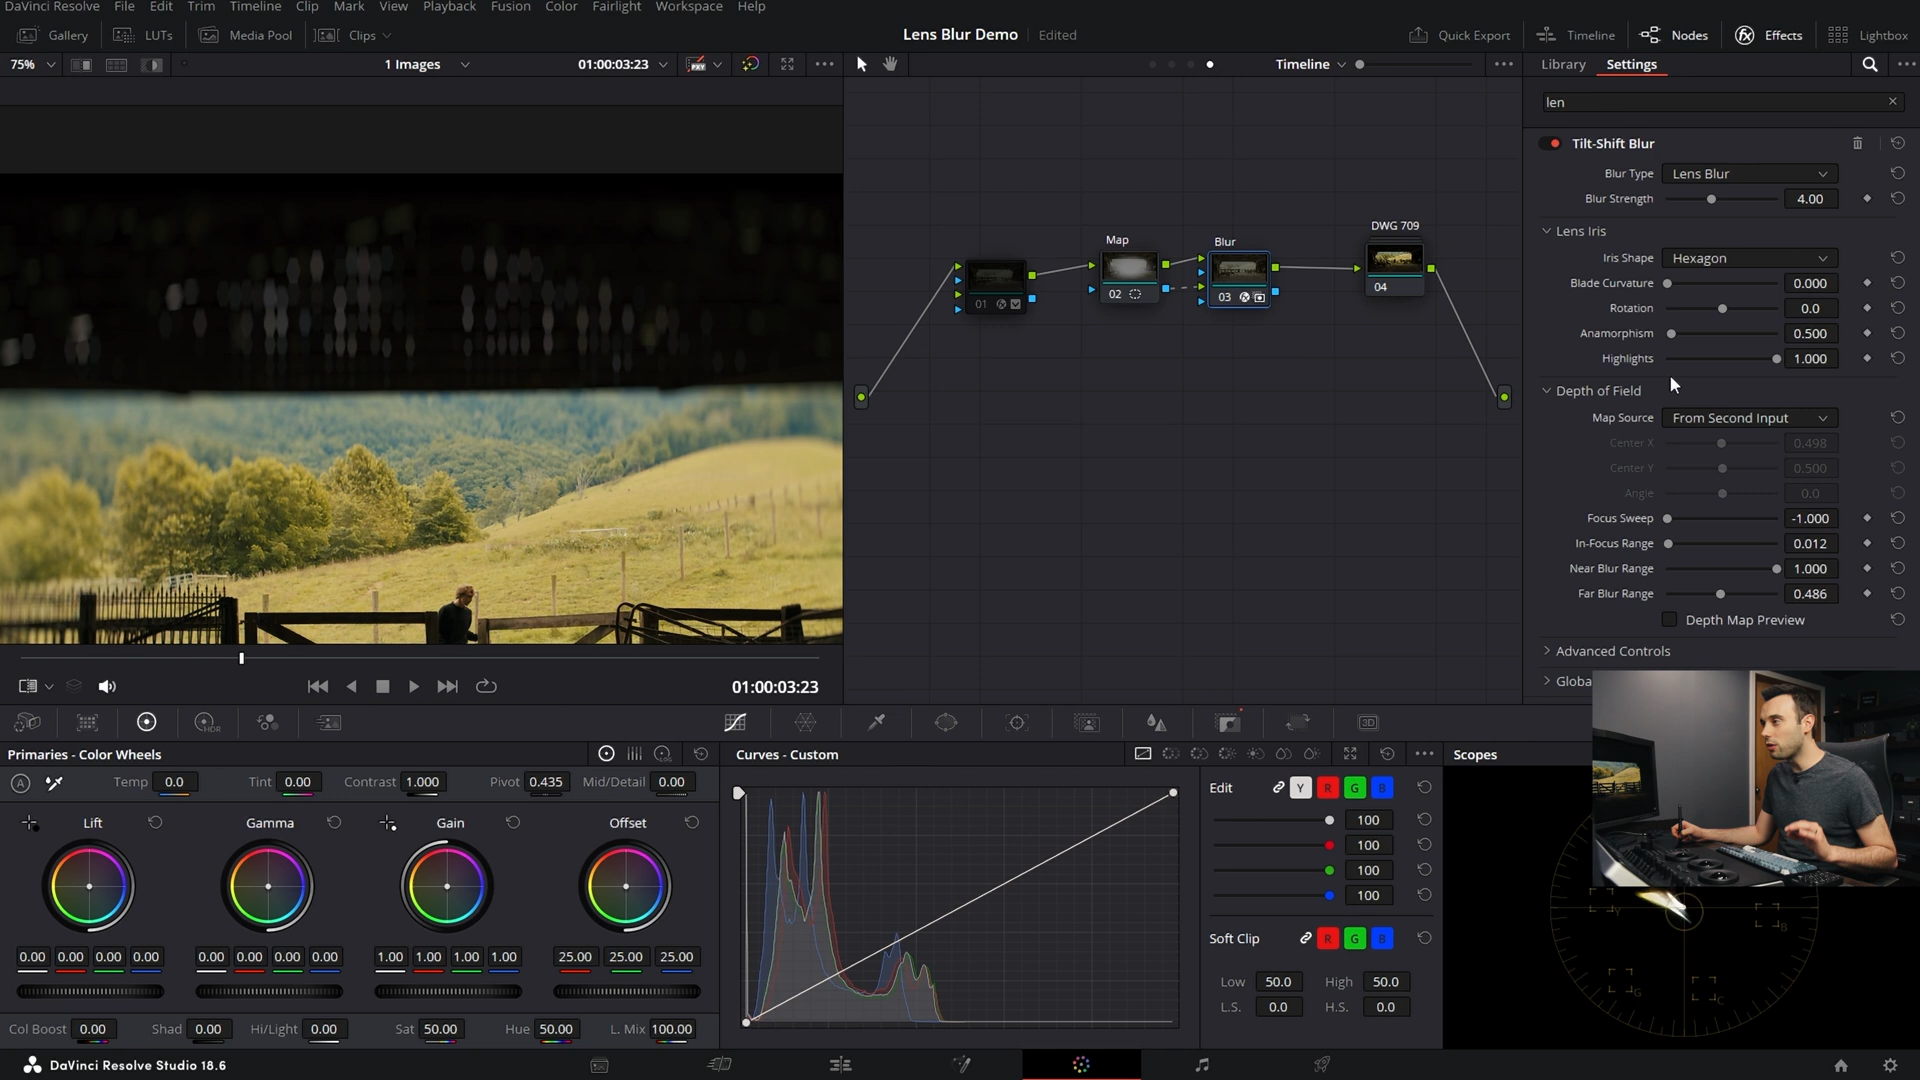 DaVinci Resolve File Edit Trim Timeline Clip Mark View Playback Fusion Color Fairlight Workspace Help
Gallery LUTs Media Pool Clips Lens Blur Demo Edited Quick Export Timeline Nodes Effects Lightbox
75% 1 Images 01:00:03:23 PXY Timeline Library Settings
len
Tilt-Shift Blur
Blur Type Lens Blur
Blur Strength 4.00
Lens Iris
Iris Shape Hexagon
Blade Curvature 0.000
Rotation 0.0
Anamorphism 0.500
Highlights 1.000
Depth of Field
Map Source From Second Input
Center X 0.498
Center Y 0.500
Angle 0.0
Focus Sweep -1.000
In-Focus Range 0.012
Near Blur Range 1.000
Far Blur Range 0.486
Depth Map Preview
Advanced Controls
Globa
01
Map
02
Blur
03
DWG 709
04
01:00:03:23
HDR
3D
Primaries - Color Wheels
LOG
A Temp 0.0 Tint 0.00 Contrast 1.000 Pivot 0.435 Mid/Detail 0.00
Lift Gamma Gain Offset
0.00 0.00 0.00 0.00 0.00 0.00 0.00 0.00 1.00 1.00 1.00 1.00 25.00 25.00 25.00
Col Boost 0.00 Shad 0.00 Hi/Light 0.00 Sat 50.00 Hue 50.00 L. Mix 100.00
Curves - Custom
Edit Y R G B
100
100
100
100
Soft Clip R G B
Low 50.0 High 50.0
L.S. 0.0 H.S. 0.0
Scopes
Y
B
G
C
DaVinci Resolve Studio 18.6